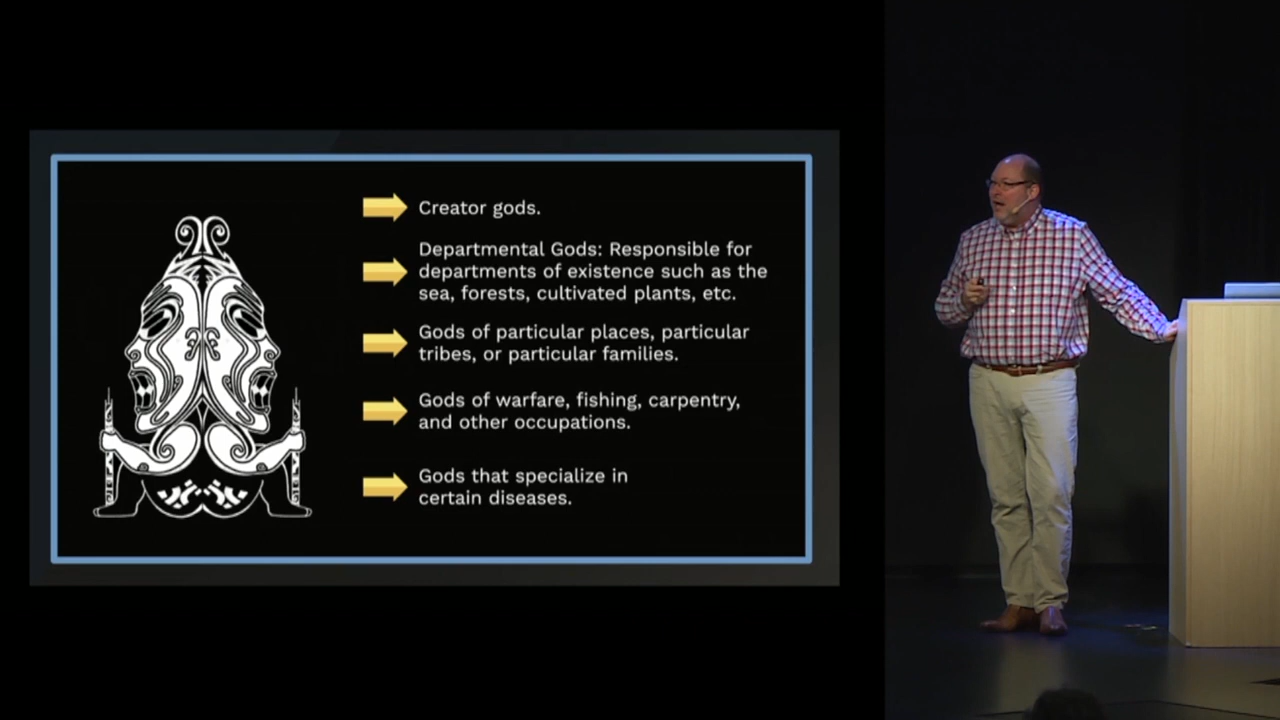 Creator gods.
Departmental Gods: Responsible for
departments of existence such as the
sea, forests, cultivated plants, etc.
Gods of particular places, particular
tribes, or particular families.
Gods of warfare, fishing, carpentry,
and other occupations.
Gods that specialize in
certain diseases.